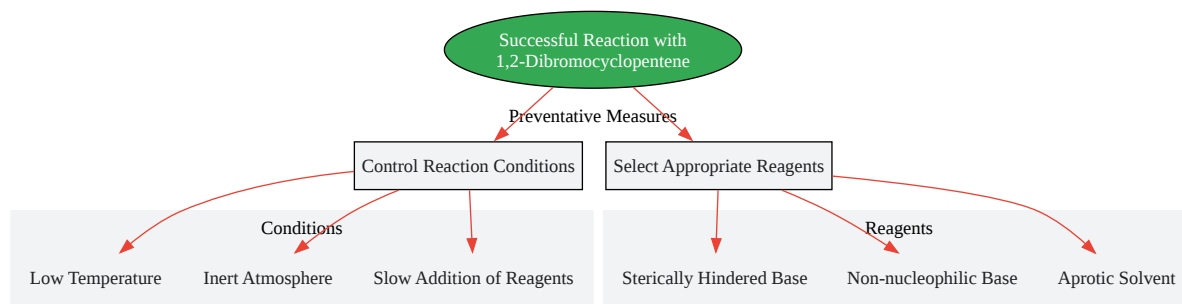 Successful Reaction with
1,2-Dibromocyclopentene
Preventative Measures
Control Reaction Conditions
Select Appropriate Reagents
Conditions
Reagents
Low Temperature
Inert Atmosphere
Slow Addition of Reagents
Sterically Hindered Base
Non-nucleophilic Base
Aprotic Solvent